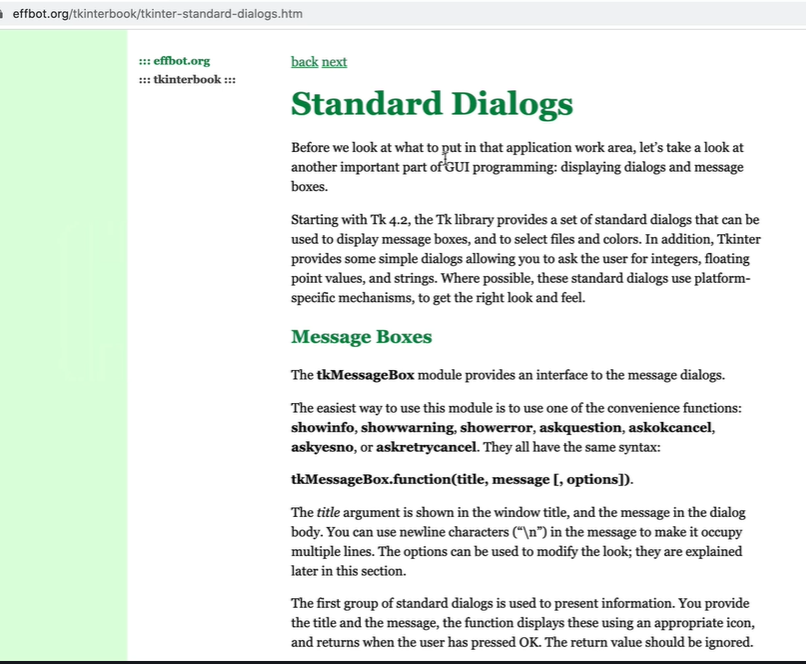 effbot.org/tkinterbook/tkinter-standard-dialogs.htm
::: effbot.org
::: tkinterbook :::
back next
Standard Dialogs
Before we look at what to put in that application work area, let's take a look at
another important part of GUI programming: displaying dialogs and message
boxes.
Starting with Tk 4.2, the Tk library provides a set of standard dialogs that can be
used to display message boxes, and to select files and colors. In addition, Tkinter
provides some simple dialogs allowing you to ask the user for integers, floating
point values, and strings. Where possible, these standard dialogs use platform-
specific mechanisms, to get the right look and feel.
Message Boxes
The tkMessageBox module provides an interface to the message dialogs.
The easiest way to use this module is to use one of the convenience functions:
showinfo, showwarning, showerror, askquestion, askokcancel,
askyesno, or askretrycancel. They all have the same syntax:
tkMessageBox.function(title, message [, options]).
The title argument is shown in the window title, and the message in the dialog
body. You can use newline characters (“\n”) in the message to make it occupy
multiple lines. The options can be used to modify the look; they are explained
later in this section.
The first group of standard dialogs is used to present information. You provide
the title and the message, the function displays these using an appropriate icon,
and returns when the user has pressed OK. The return value should be ignored.